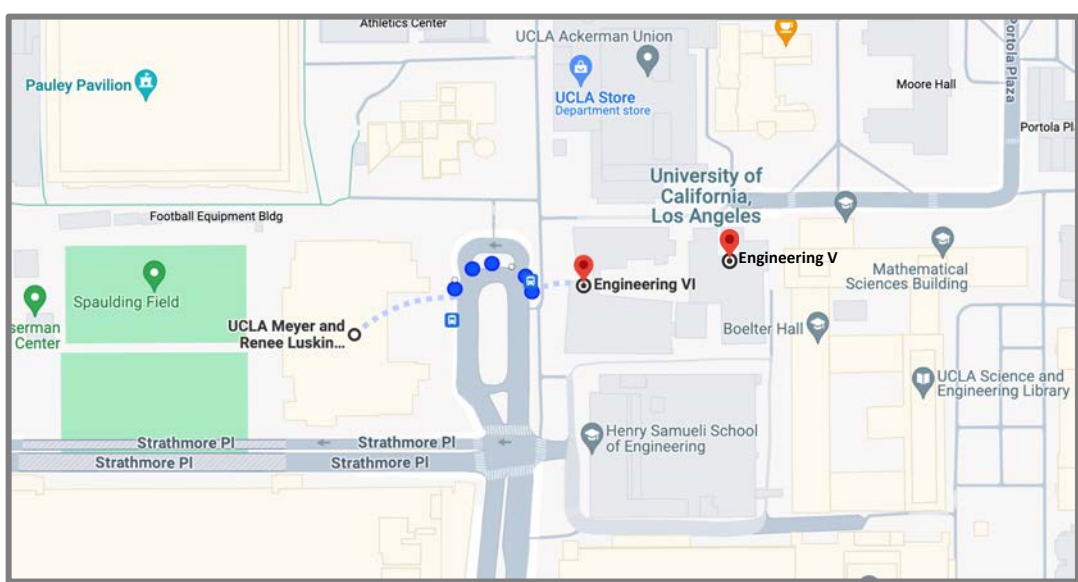 Athletics Center
UCLA Ackerman Union
Pauley Pavilion
UCLA Store
Department store
Moore Hall
Portola Plaza
Portola Pl
University of
California,
Los Angeles
Football Equipment Bldg
Engineering V
Engineering VI
Mathematical
Sciences Building
Spaulding Field
serman
Center
UCLA Meyer and
Renee Luskin...
Boelter Hall
UCLA Science and
Engineering Library
Henry Samueli School
of Engineering
Strathmore Pl
Strathmore Pl
Strathmore Pl
Strathmore Pl